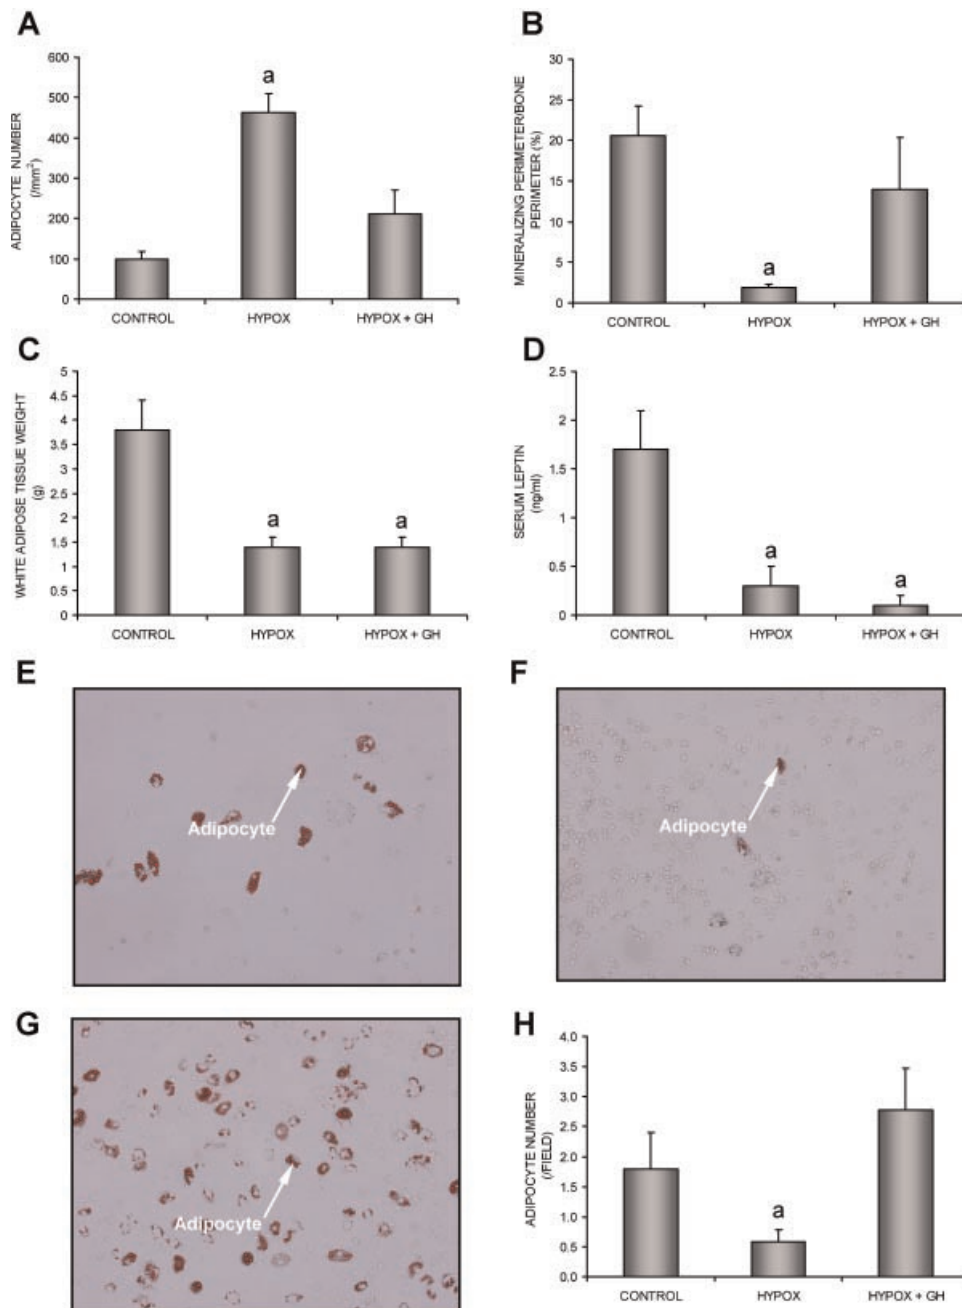 A
ADIPOCYTE NUMBER
(/mm²)
600
500
400
300
200
100
0
a
CONTROL
HYPOX
HYPOX + GH
B
MINERALIZING PERIMETER/BONE
PERIMETER (%)
30
25
20
15
10
5
0
a
CONTROL
HYPOX
HYPOX + GH
C
WHITE ADIPOSE TISSUE WEIGHT
(g)
5
4.5
4
3.5
3
2.5
2
1.5
1
0.5
0
a
a
CONTROL
HYPOX
HYPOX + GH
D
SERUM LEPTIN
(ng/ml)
2.5
2
1.5
1
0.5
0
a
a
CONTROL
HYPOX
HYPOX + GH
E
Adipocyte
F
Adipocyte
G
Adipocyte
H
ADIPOCYTE NUMBER
(/FIELD)
4.0
3.5
3.0
2.5
2.0
1.5
1.0
0.5
0.0
a
CONTROL
HYPOX
HYPOX + GH